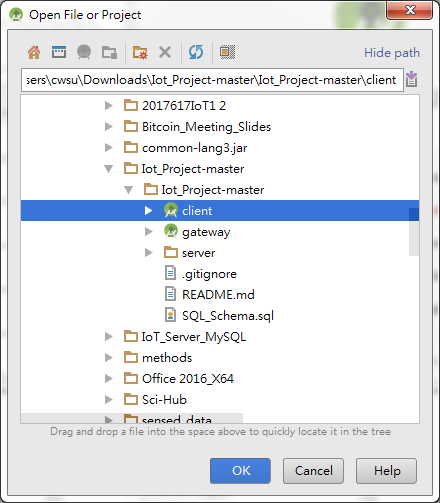 Open File or Project
Hide path
sers\cwsu\Downloads\Iot_Project-master\Iot_Project-master\client
2017617IoT1 2
Bitcoin_Meeting_Slides
common-lang3.jar
Iot_Project-master
Iot_Project-master
client
gateway
server
.gitignore
README.md
SQL_Schema.sql
IoT_Server_MySQL
methods
Office 2016_X64
Sci-Hub
sensed_data
Drag and drop a file into the space above to quickly locate it in the tree
OK Cancel Help